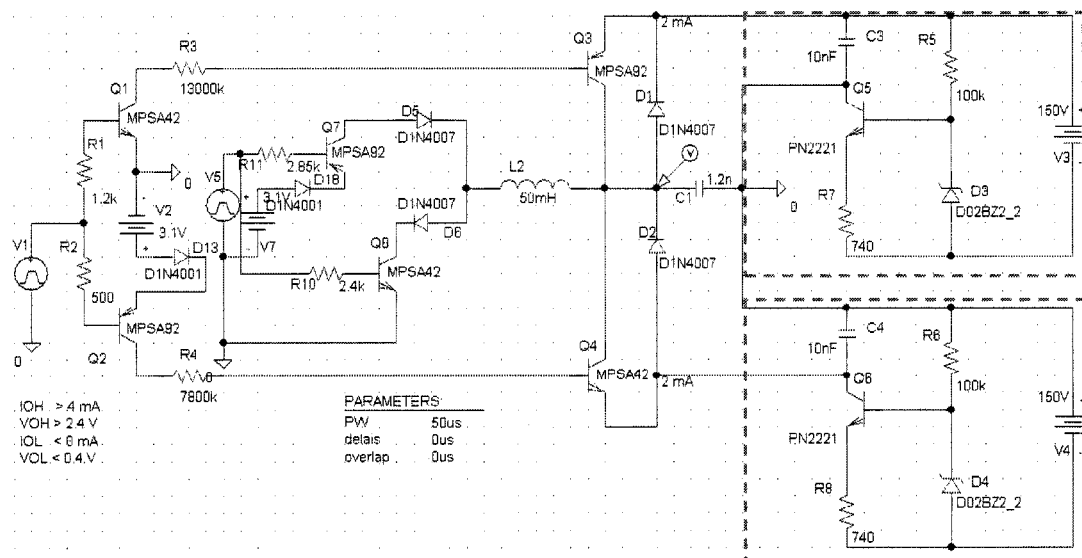 Q3
2 mA
C3
10nF
R5
100k
R3
13000k
Q1
MPSA42
MPSA92
D1
D1N4007
Q5
PN2221
150V
V3
Q7
D5
D1N4007
MPSA92
R11
2.85k
D18
D1N4001
V
R1
1.2k
0
V5
L2
50mH
C1
1.2n
0
R7
740
D3
D02BZ2_2
V2
3.1V
3.1V
V7
D1N4007
D6
D2
D1N4007
V1
R2
500
D13
D1N4001
Q8
MPSA42
R10
2.4k
MPSA92
0
Q2
R4
7800k
0
Q4
MPSA42
2 mA
C4
10nF
R6
100k
Q6
PN2221
150V
V4
R8
740
D4
D02BZ2_2
IOH > 4 mA
VOH > 2.4 V
IOL < 8 mA
VOL < 0.4 V
PARAMETERS
PW 50us
delais 0us
overlap 0us